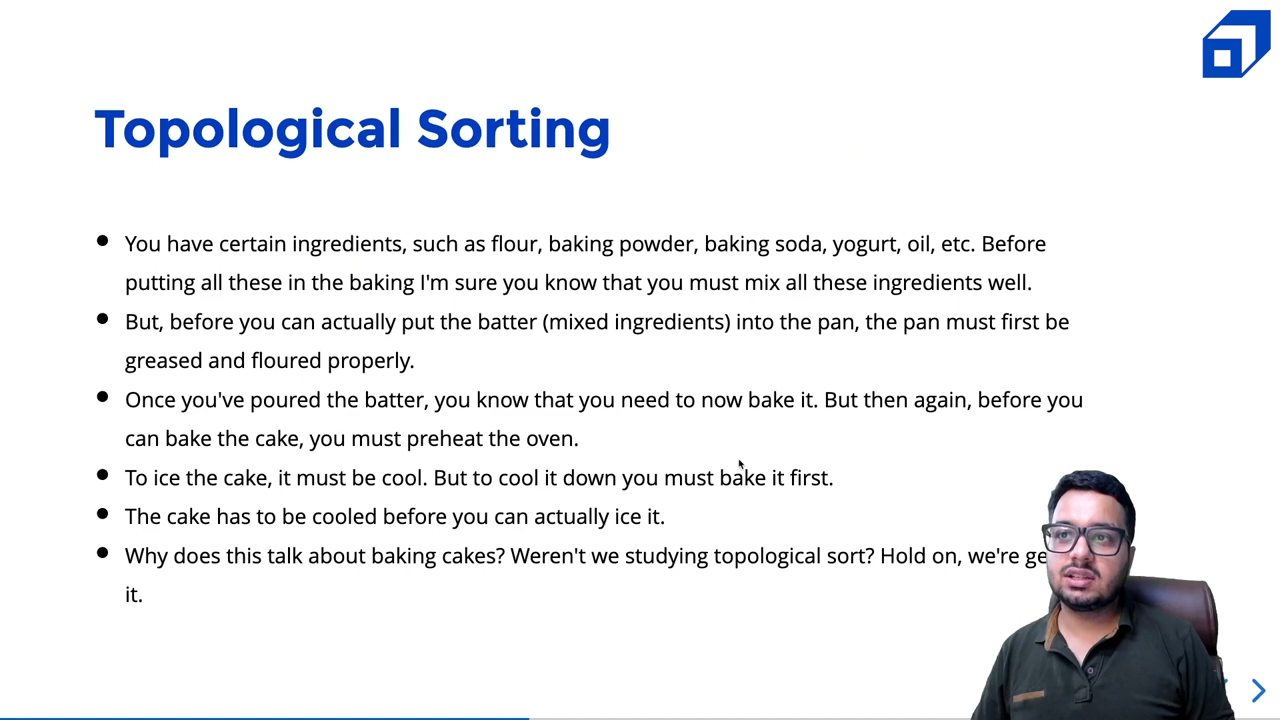 Topological Sorting
You have certain ingredients, such as flour, baking powder, baking soda, yogurt, oil, etc. Before
putting all these in the baking I'm sure you know that you must mix all these ingredients well.
But, before you can actually put the batter (mixed ingredients) into the pan, the pan must first be
greased and floured properly.
Once you've poured the batter, you know that you need to now bake it. But then again, before you
can bake the cake, you must preheat the oven.
To ice the cake, it must be cool. But to cool it down you must bake it first.
The cake has to be cooled before you can actually ice it.
Why does this talk about baking cakes? Weren't we studying topological sort? Hold on, we're
it.